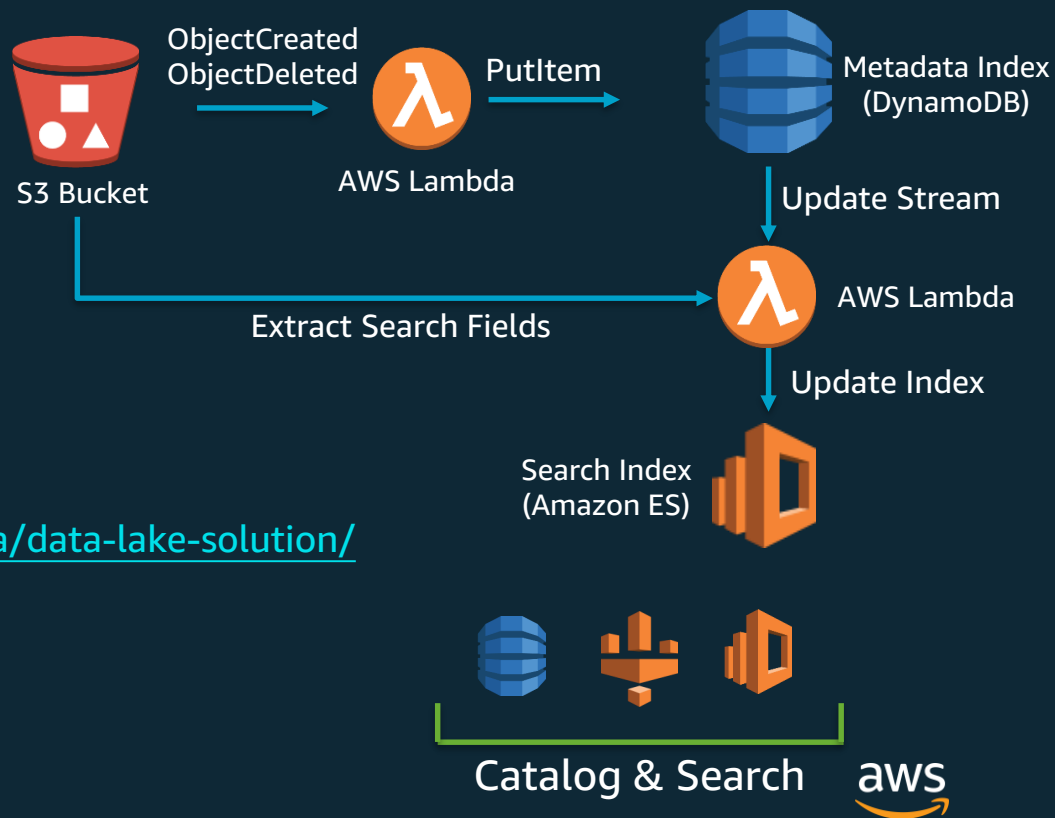 ObjectCreated
ObjectDeleted
PutItem
Metadata Index
(DynamoDB)
S3 Bucket
AWS Lambda
Update Stream
AWS Lambda
Extract Search Fields
Update Index
Search Index
(Amazon ES)
a/data-lake-solution/
Catalog & Search
aws